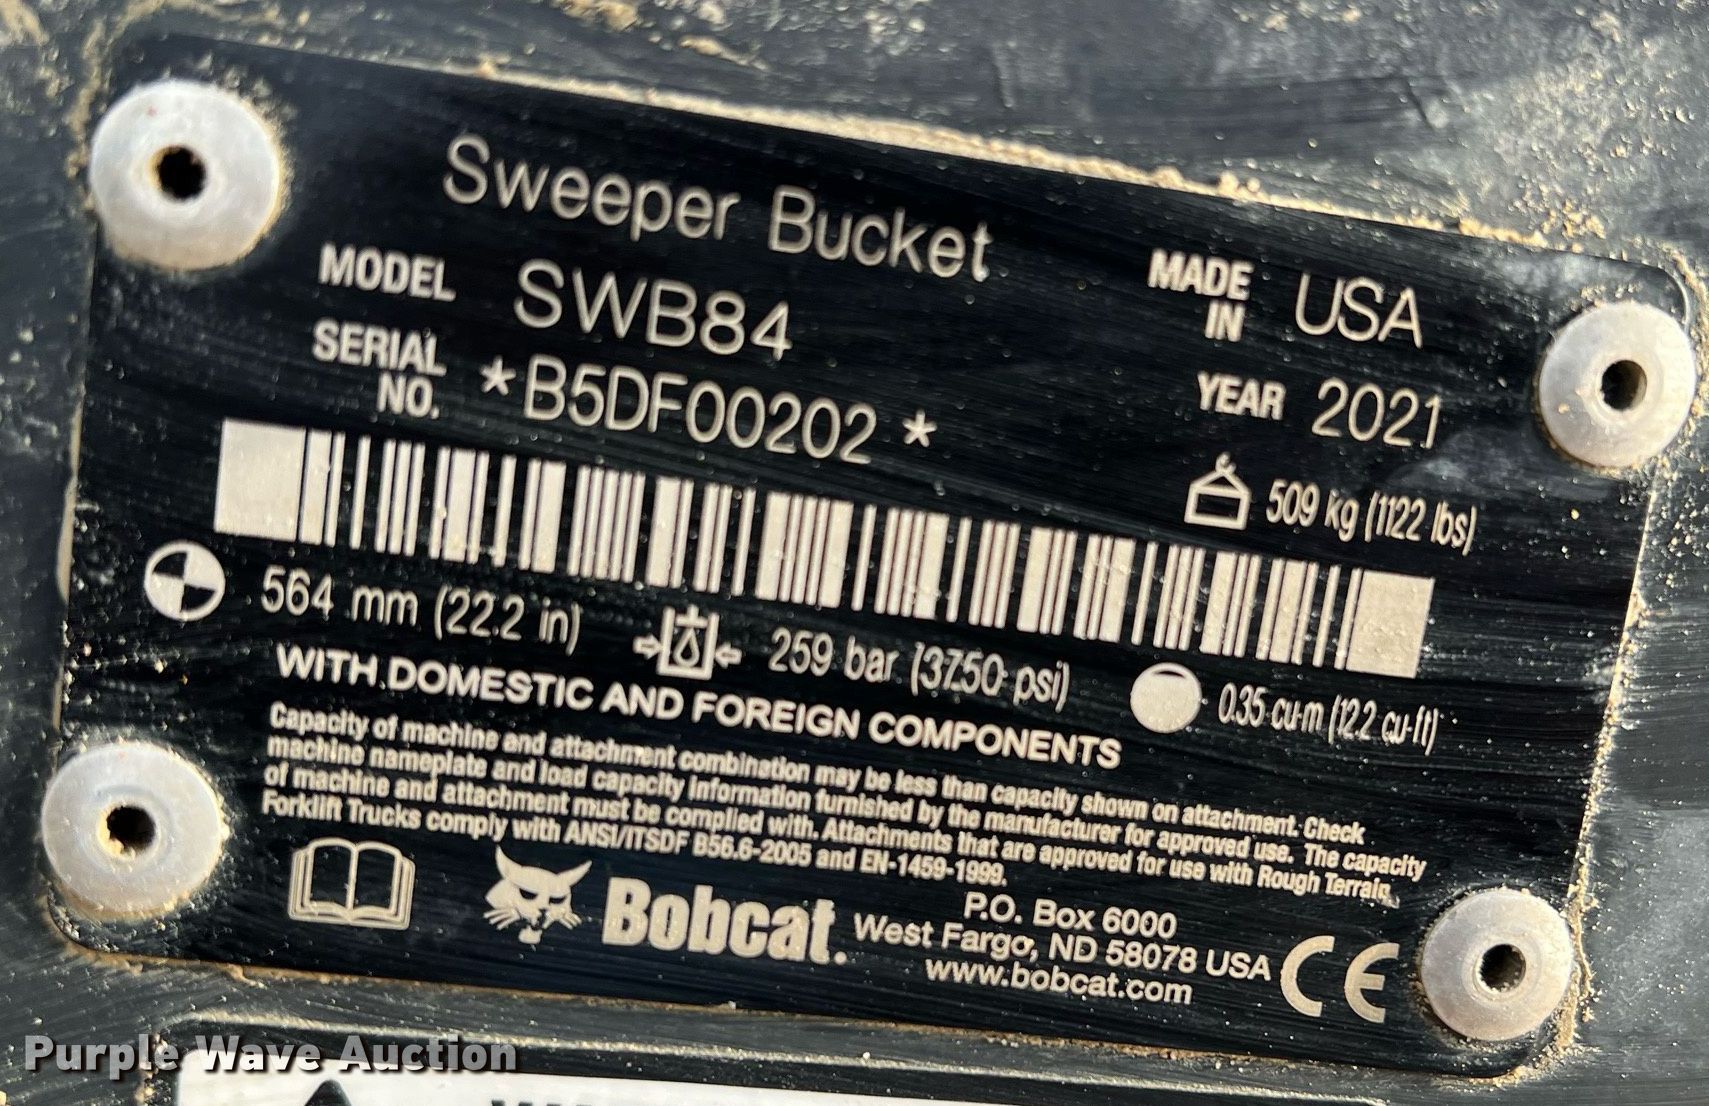 Sweeper Bucket
MODEL SWB84
MADE IN USA
SERIAL NO. *B5DF00202*
YEAR 2021
509 kg (1122 lbs)
564 mm (22.2 in)
259 bar (3750 psi)
0.35 cu-m (12.2 cu-ft)
WITH DOMESTIC AND FOREIGN COMPONENTS
Capacity of machine and attachment combination may be less than capacity shown on attachment. Check
machine nameplate and load capacity information furnished by the manufacturer for approved use. The capacity
of machine and attachment must be complied with. Attachments that are approved for use with Rough Terrain
Forklift Trucks comply with ANSI/ITSDF B56.6-2005 and EN-1459-1999.
Bobcat.
P.O. Box 6000
West Fargo, ND 58078 USA
www.bobcat.com
CE
Purple Wave Auction